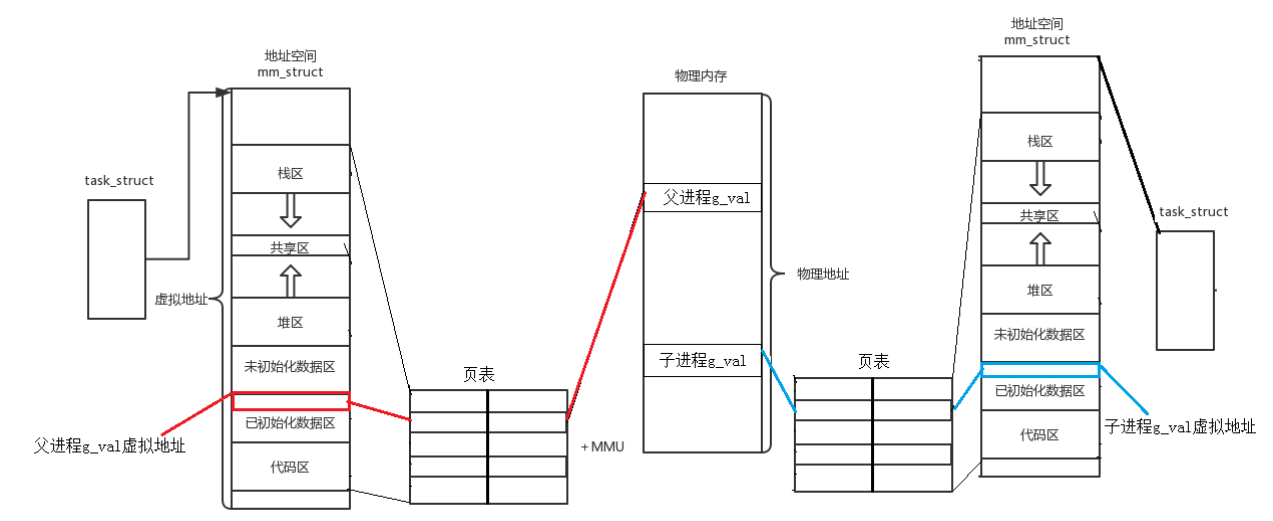 地址空间
mm_struct
task_struct
栈区
共享区
虚拟地址
堆区
未初始化数据区
已初始化数据区
代码区
父进程g_val虚拟地址
页表
+ MMU
物理内存
父进程g_val
物理地址
子进程g_val
页表
地址空间
mm_struct
栈区
共享区
task_struct
堆区
未初始化数据区
已初始化数据区
代码区
子进程g_val虚拟地址